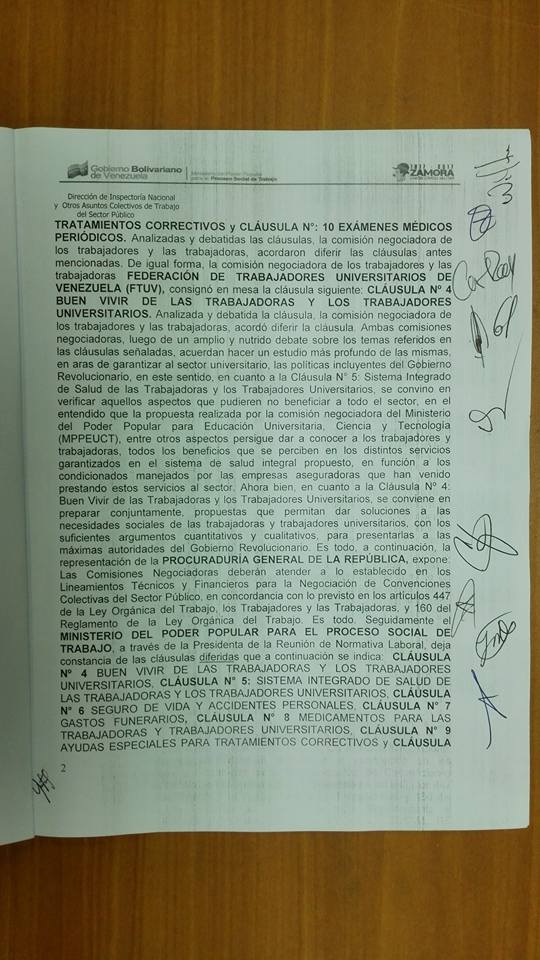 Gobierno Bolivariano
de Venezuela
Ministerio del Poder Popular
para el Proceso Social de Trabajo
ZAMORA
Dirección de Inspectoría Nacional
y Otros Asuntos Colectivos de Trabajo
del Sector Público
TRATAMIENTOS CORRECTIVOS y CLÁUSULA N°: 10 EXÁMENES MÉDICOS
PERIÓDICOS. Analizadas y debatidas las cláusulas, la comisión negociadora de
los trabajadores y las trabajadoras, acordaron diferir las cláusulas antes
mencionadas. De igual forma, la comisión negociadora de los trabajadores y las
trabajadoras FEDERACIÓN DE TRABAJADORES UNIVERSITARIOS DE
VENEZUELA (FTUV), consignó en mesa la cláusula siguiente: CLÁUSULA Nº 4
BUEN VIVIR DE LAS TRABAJADORAS Y LOS TRABAJADORES
UNIVERSITARIOS. Analizada y debatida la cláusula, la comisión negociadora de
los trabajadores y las trabajadoras, acordó diferir la cláusula. Ambas comisiones
negociadoras, luego de un amplio y nutrido debate sobre los temas referidos en
las cláusulas señaladas, acuerdan hacer un estudio más profundo de las mismas,
en aras de garantizar al sector universitario, las políticas incluyentes del Gobierno
Revolucionario, en este sentido, en cuanto a la Cláusula N° 5: Sistema Integrado
de Salud de las Trabajadoras y los Trabajadores Universitarios, se convino en
verificar aquellos aspectos que pudieren no beneficiar a todo el sector, en el
entendido que la propuesta realizada por la comisión negociadora del Ministerio
del Poder Popular para Educación Universitaria, Ciencia y Tecnología
(MPPEUCT), entre otros aspectos persigue dar a conocer a los trabajadores y
trabajadoras, todos los beneficios que se perciben en los distintos servicios
garantizados en el sistema de salud integral propuesto, en función a los
condicionados manejados por las empresas aseguradoras que han venido
prestando estos servicios al sector. Ahora bien, en cuanto a la Cláusula Nº 4:
Buen Vivir de las Trabajadoras y los Trabajadores Universitarios, se conviene en
preparar conjuntamente, propuestas que permitan dar soluciones a las
necesidades sociales de las trabajadoras y trabajadores universitarios, con los
suficientes argumentos cuantitativos y cualitativos, para presentarlas a las
máximas autoridades del Gobierno Revolucionario. Es todo, a continuación, la
representación de la PROCURADURÍA GENERAL DE LA REPÚBLICA, expone:
Las Comisiones Negociadoras deberán atender a lo establecido en los
Lineamientos Técnicos y Financieros para la Negociación de Convenciones
Colectivas del Sector Público, en concordancia con lo previsto en los artículos 447
de la Ley Orgánica del Trabajo, los Trabajadores y las Trabajadoras, y 160 del
Reglamento de la Ley Orgánica del Trabajo. Es Todo. Seguidamente el
MINISTERIO DEL PODER POPULAR PARA EL PROCESO SOCIAL DE
TRABAJO, a través de la Presidenta de la Reunión de Normativa Laboral, deja
constancia de las cláusulas diferidas que a continuación se indica: CLÁUSULA
Nº 4 BUEN VIVIR DE LAS TRABAJADORAS Y LOS TRABAJADORES
UNIVERSITARIOS, CLÁUSULA N° 5: SISTEMA INTEGRADO DE SALUD DE
LAS TRABAJADORAS Y LOS TRABAJADORES UNIVERSITARIOS, CLÁUSULA
N° 6 SEGURO DE VIDA Y ACCIDENTES PERSONALES, CLÁUSULA N° 7
GASTOS FUNERARIOS, CLÁUSULA N° 8 MEDICAMENTOS PARA LAS
TRABAJADORAS Y TRABAJADORES UNIVERSITARIOS, CLÁUSULA N° 9
AYUDAS ESPECIALES PARA TRATAMIENTOS CORRECTIVOS y CLÁUSULA
2